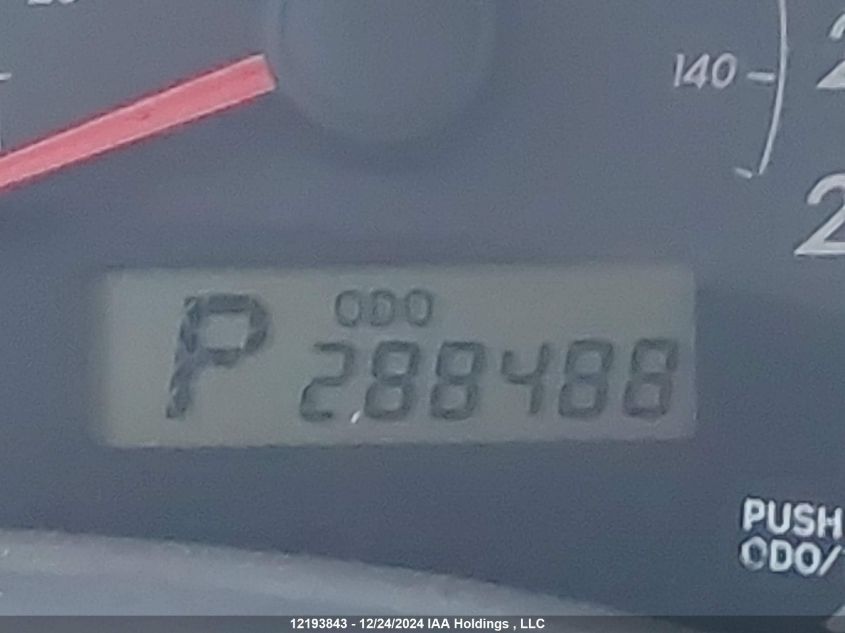 140
P
ODO
288488
PUSH
ODO/
12193843 - 12/24/2024 IAA Holdings , LLC